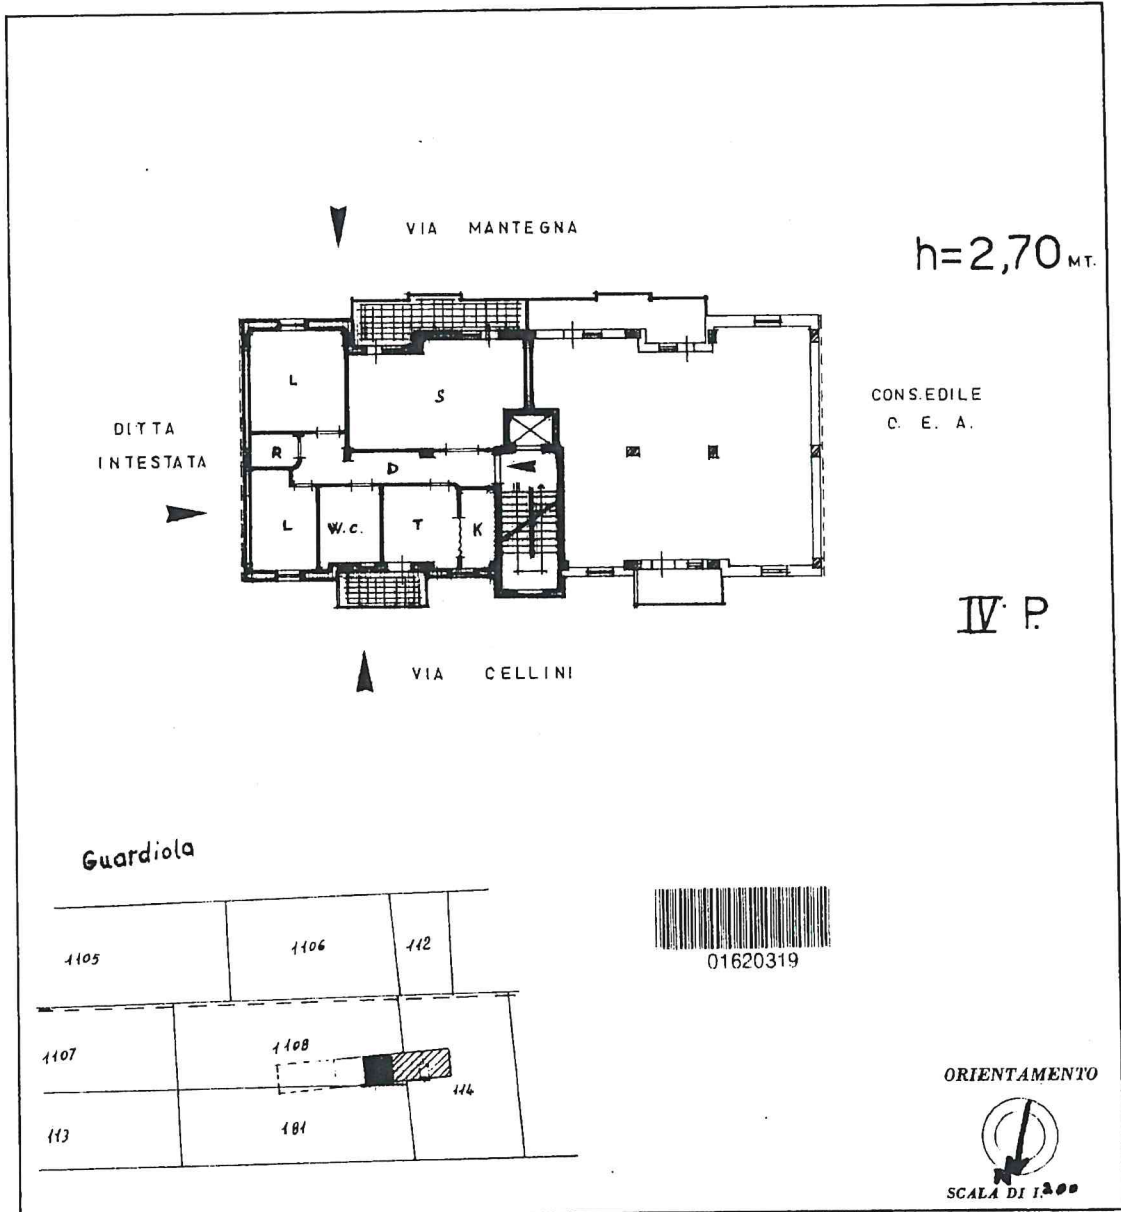 VIA MANTEGNA
h=2,70 MT.
L
S
CONS.EDILE
C. E. A.
DITTA
INTESTATA
R
D
L
W.c.
T
K
IV. P.
VIA CELLINI
Guardiola
1105
1106
112
01620319
1107
1108
114
113
181
ORIENTAMENTO
N
SCALA DI 1:200